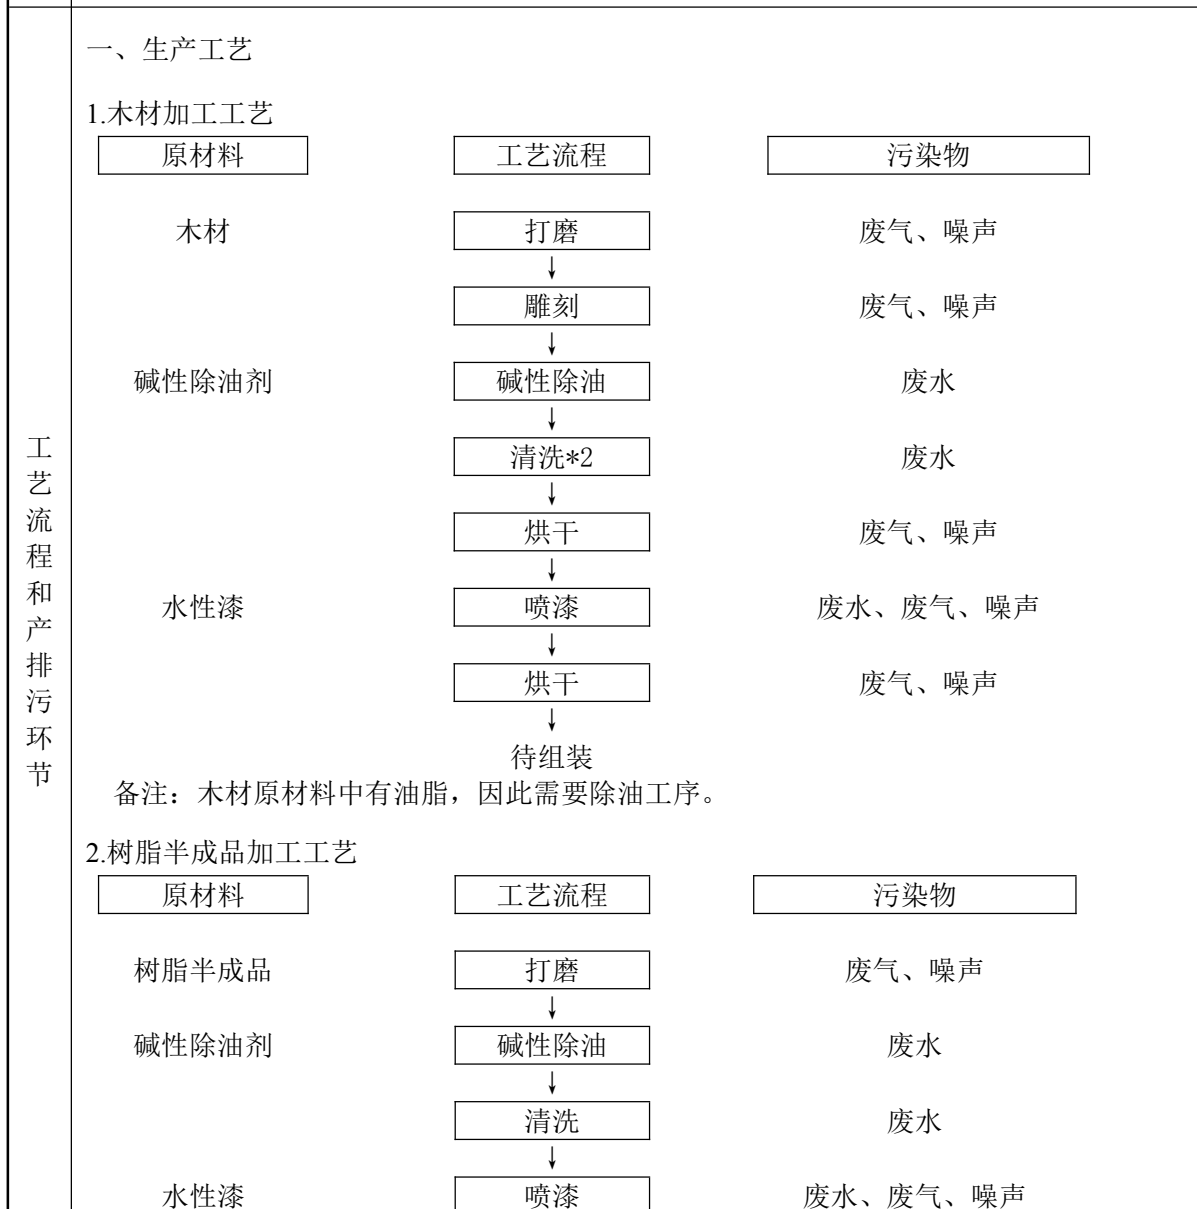 工艺流程和产排污环节
一、生产工艺
1.木材加工工艺
原材料 工艺流程 污染物
木材 打磨 废气、噪声
↓
雕刻 废气、噪声
↓
碱性除油剂 碱性除油 废水
↓
清洗*2 废水
↓
烘干 废气、噪声
↓
水性漆 喷漆 废水、废气、噪声
↓
烘干 废气、噪声
↓
待组装
备注：木材原材料中有油脂，因此需要除油工序。
2.树脂半成品加工工艺
原材料 工艺流程 污染物
树脂半成品 打磨 废气、噪声
↓
碱性除油剂 碱性除油 废水
↓
清洗 废水
↓
水性漆 喷漆 废水、废气、噪声